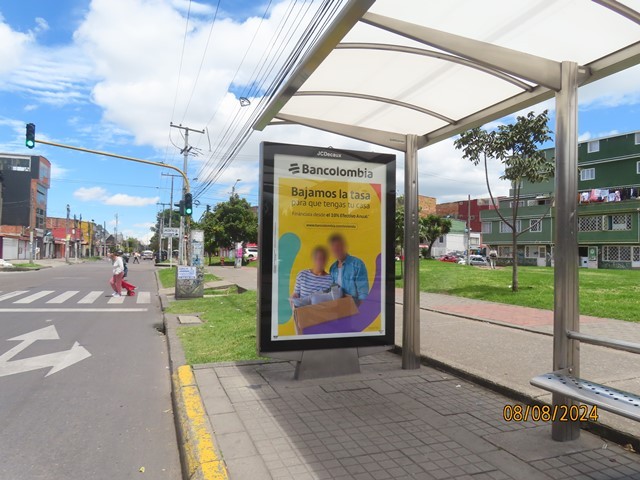 JCDecaux
Bancolombia
Bajamos la tasa
para que tengas tu casa
08/08/2024